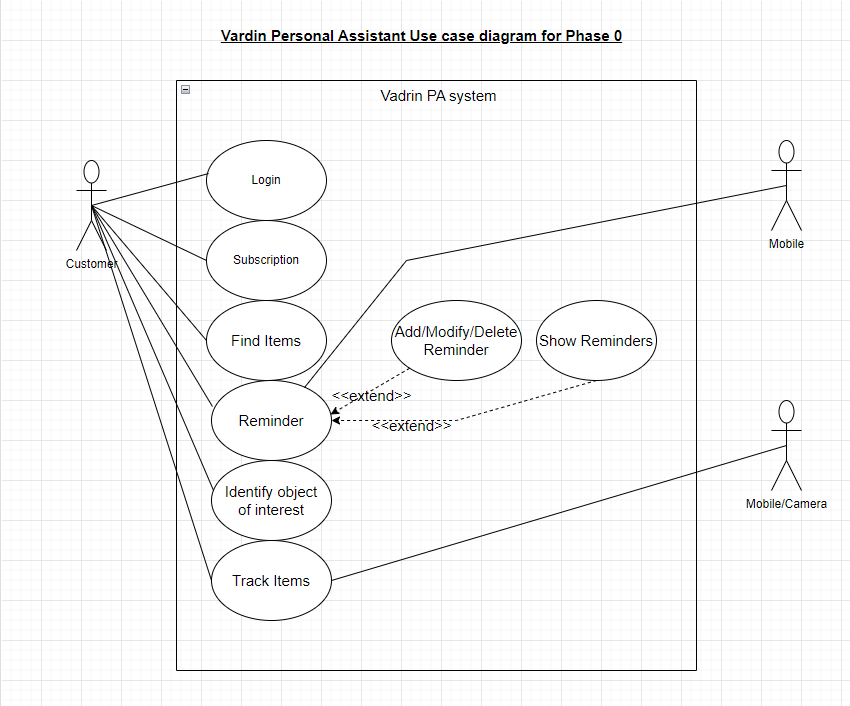 Vardin Personal Assistant Use case diagram for Phase 0
Vadrin PA system
Login
Subscription
Find Items
Reminder
Identify object
of interest
Track Items
Add/Modify/Delete
Reminder
Show Reminders
<<extend>>
<<extend>>
Customer
Mobile
Mobile/Camera